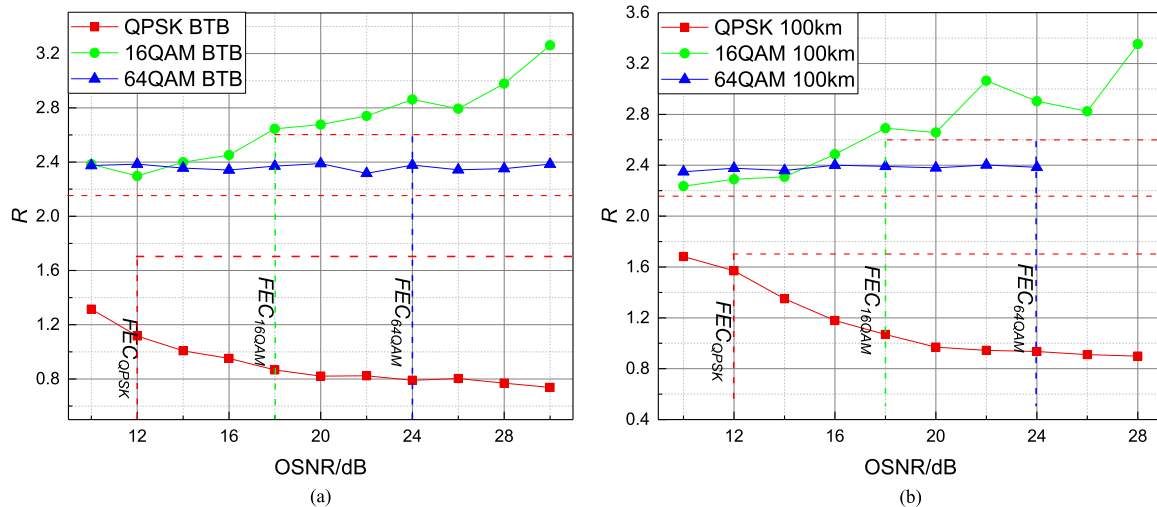 QPSK BTB
16QAM BTB
64QAM BTB
3.2
2.8
2.4
2.0
1.6
1.2
0.8
R
FEC_QPSK
FEC_16QAM
FEC_64QAM
12 16 20 24 28
OSNR/dB
(a)
QPSK 100km
16QAM 100km
64QAM 100km
3.6
3.2
2.8
2.4
2.0
1.6
1.2
0.8
0.4
R
FEC_QPSK
FEC_16QAM
FEC_64QAM
12 16 20 24 28
OSNR/dB
(b)